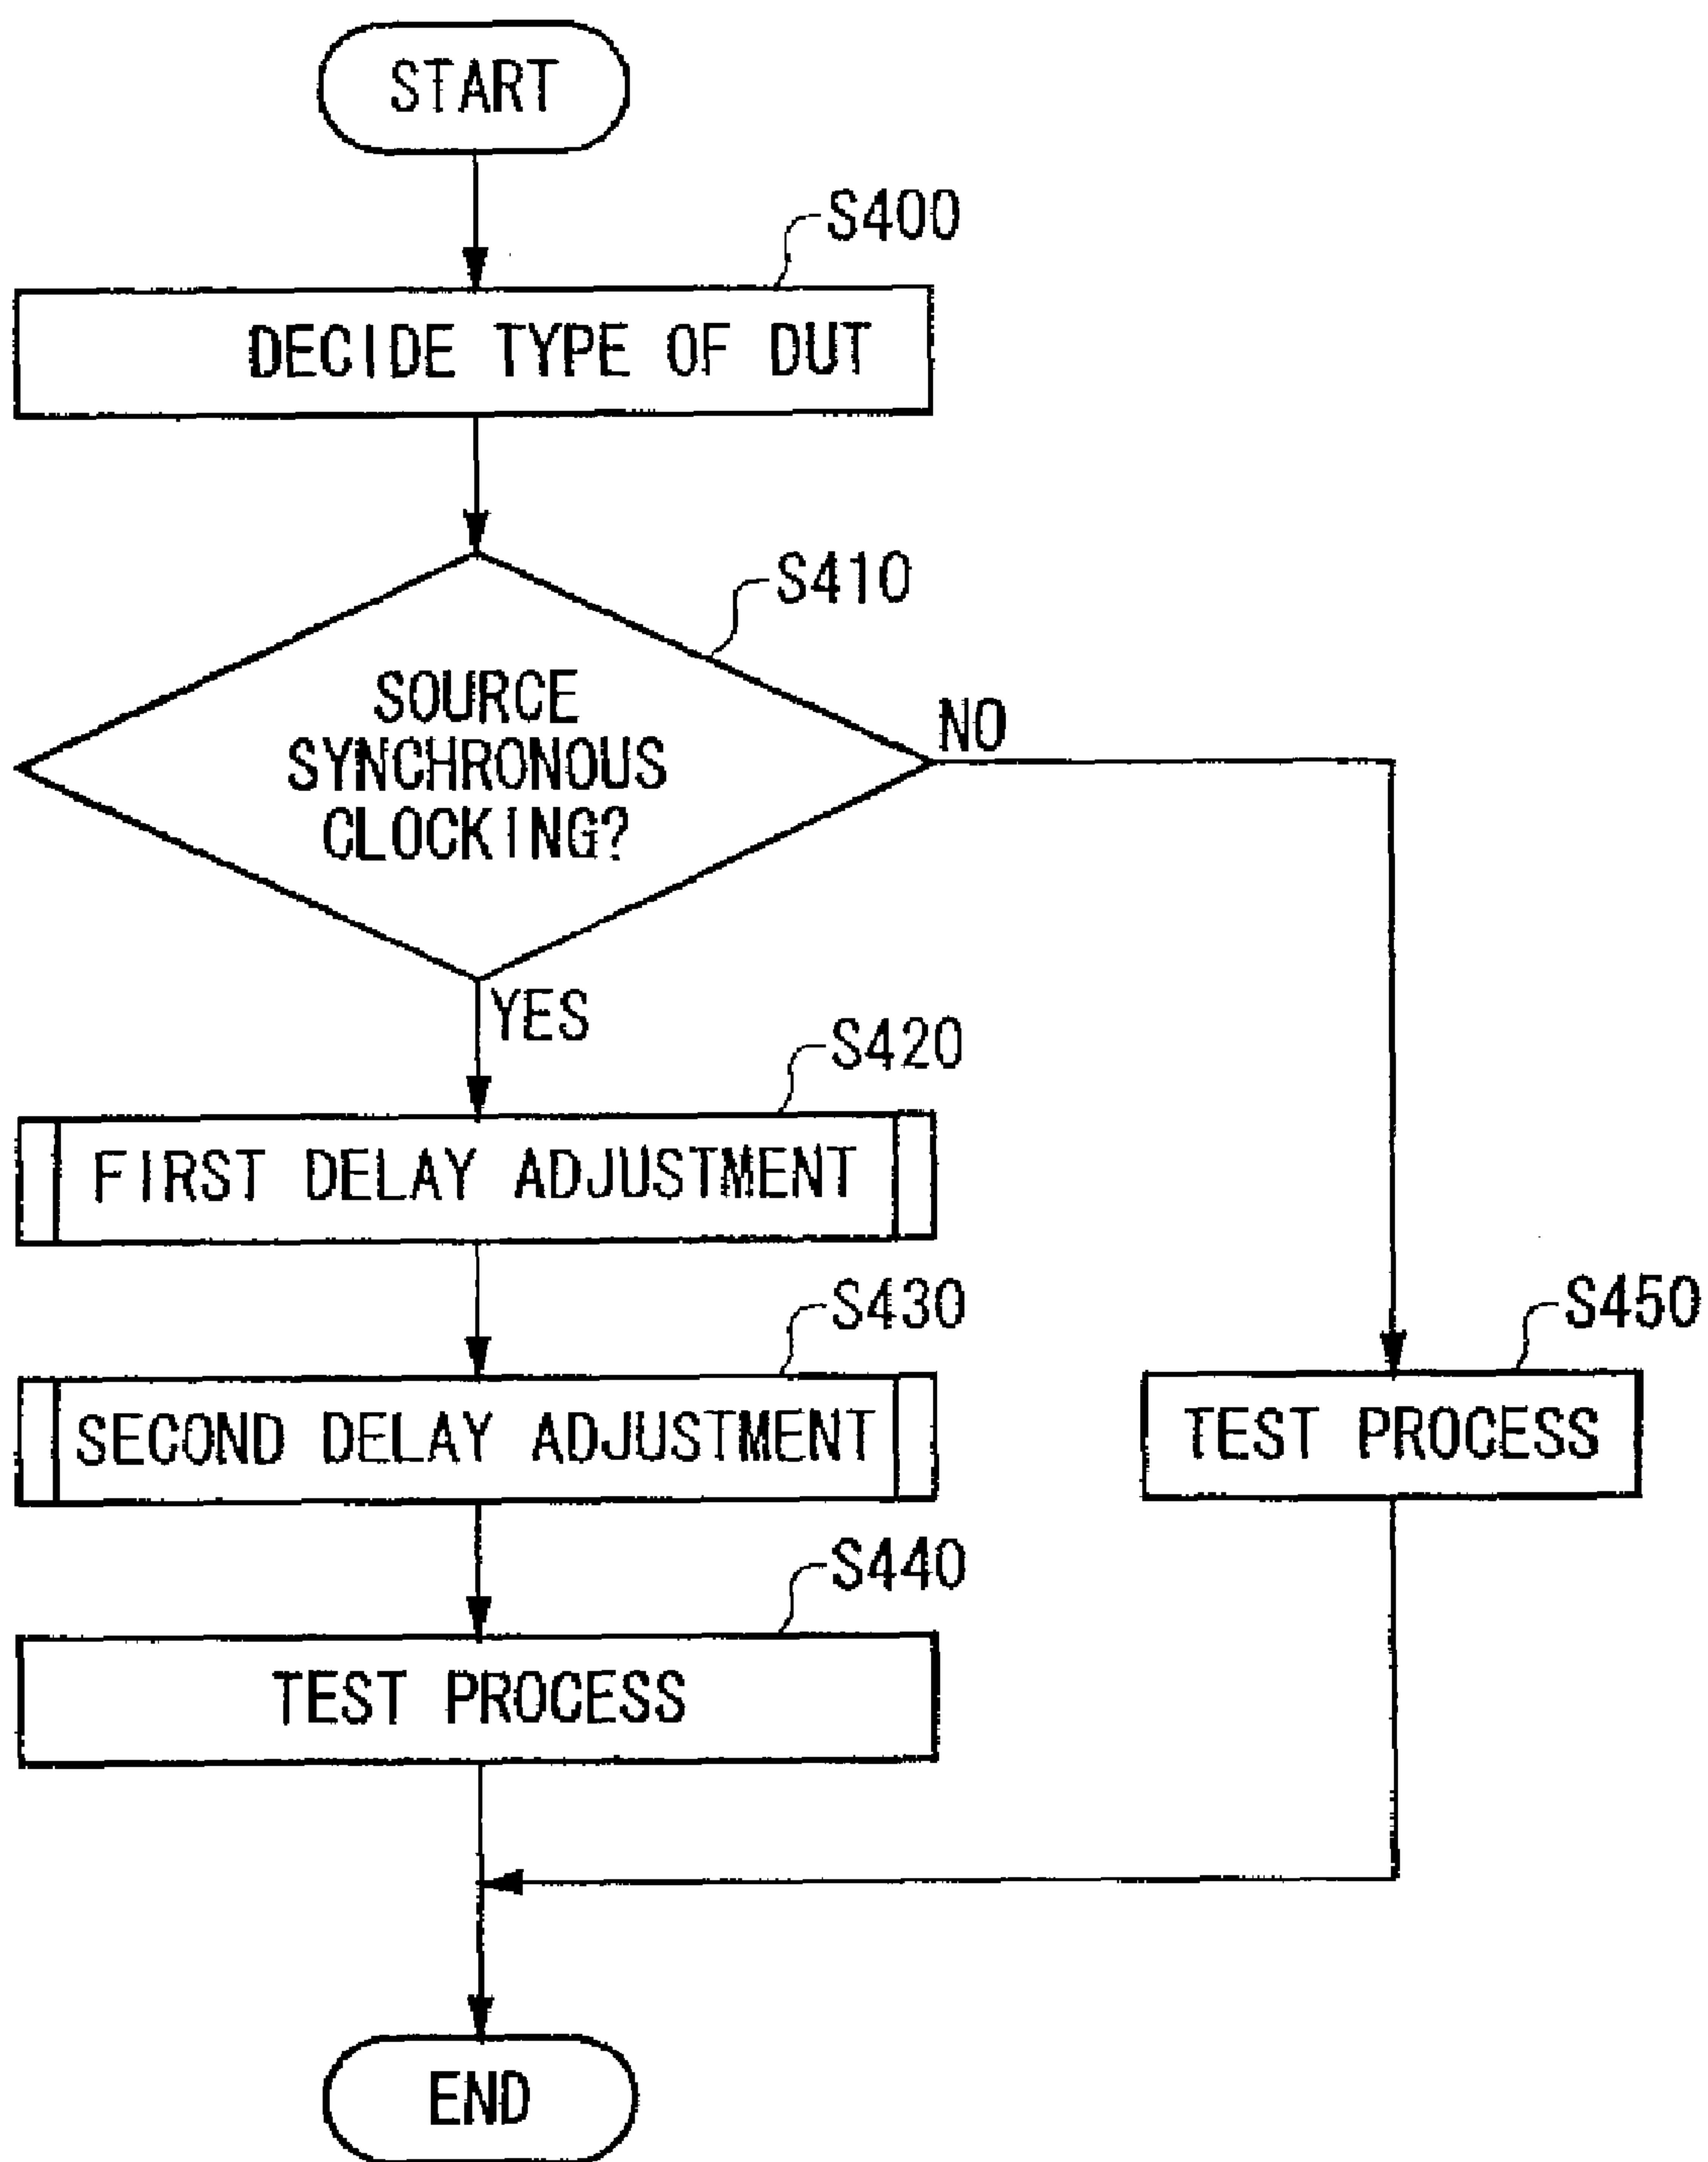 START
S400
DECIDE TYPE OF DUT
S410
SOURCE
SYNCHRONOUS
CLOCKING?
NO
YES
S420
FIRST DELAY ADJUSTMENT
S430
SECOND DELAY ADJUSTMENT
S450
TEST PROCESS
S440
TEST PROCESS
END